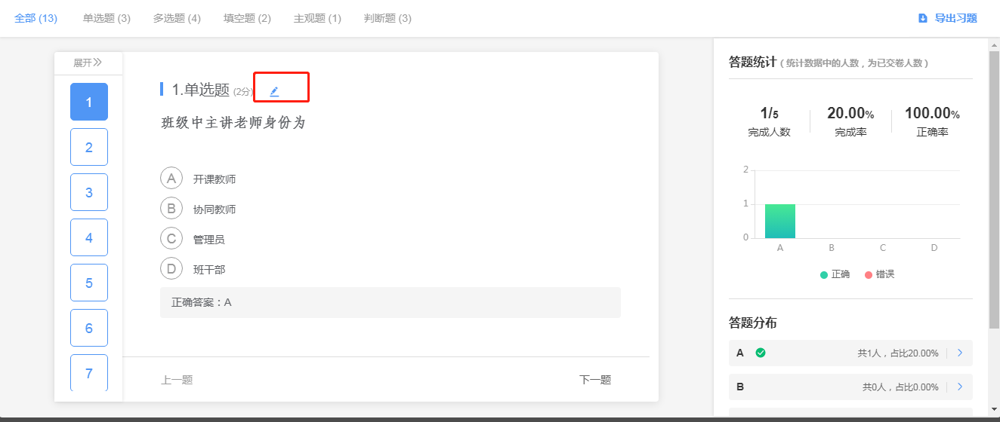 全部 (13) 单选题 (3) 多选题 (4) 填空题 (2) 主观题 (1) 判断题 (3) 导出习题
展开
1
2
3
4
5
6
7
1.单选题 (2分)
班级中主讲老师身份为
A 开课教师
B 协同教师
C 管理员
D 班干部
正确答案：A
上一题 下一题
答题统计 ( 统计数据中的人数，为已交卷人数 )
1/5 20.00% 100.00%
完成人数 完成率 正确率
2
1
0
A B C D
正确 错误
答题分布
A 共1人，占比20.00%
B 共0人，占比0.00%